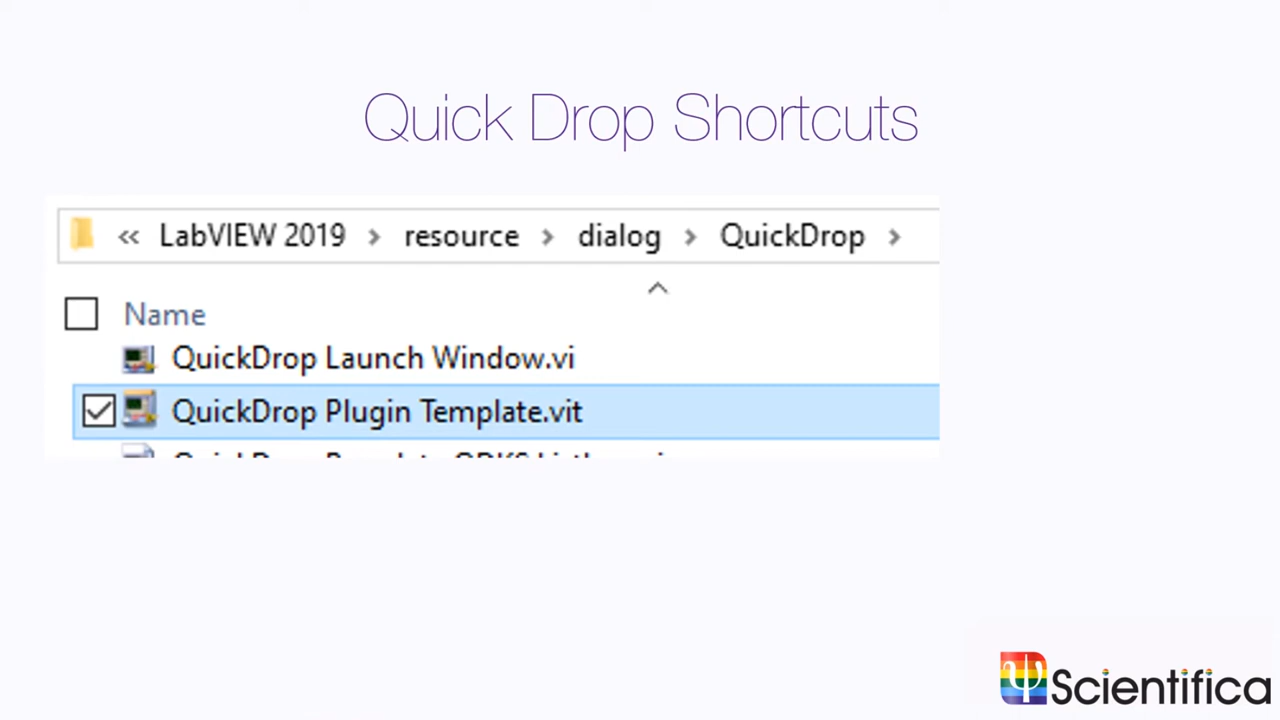 Quick Drop Shortcuts
« LabVIEW 2019 > resource > dialog > QuickDrop >
Name
QuickDrop Launch Window.vi
QuickDrop Plugin Template.vit
Scientifica